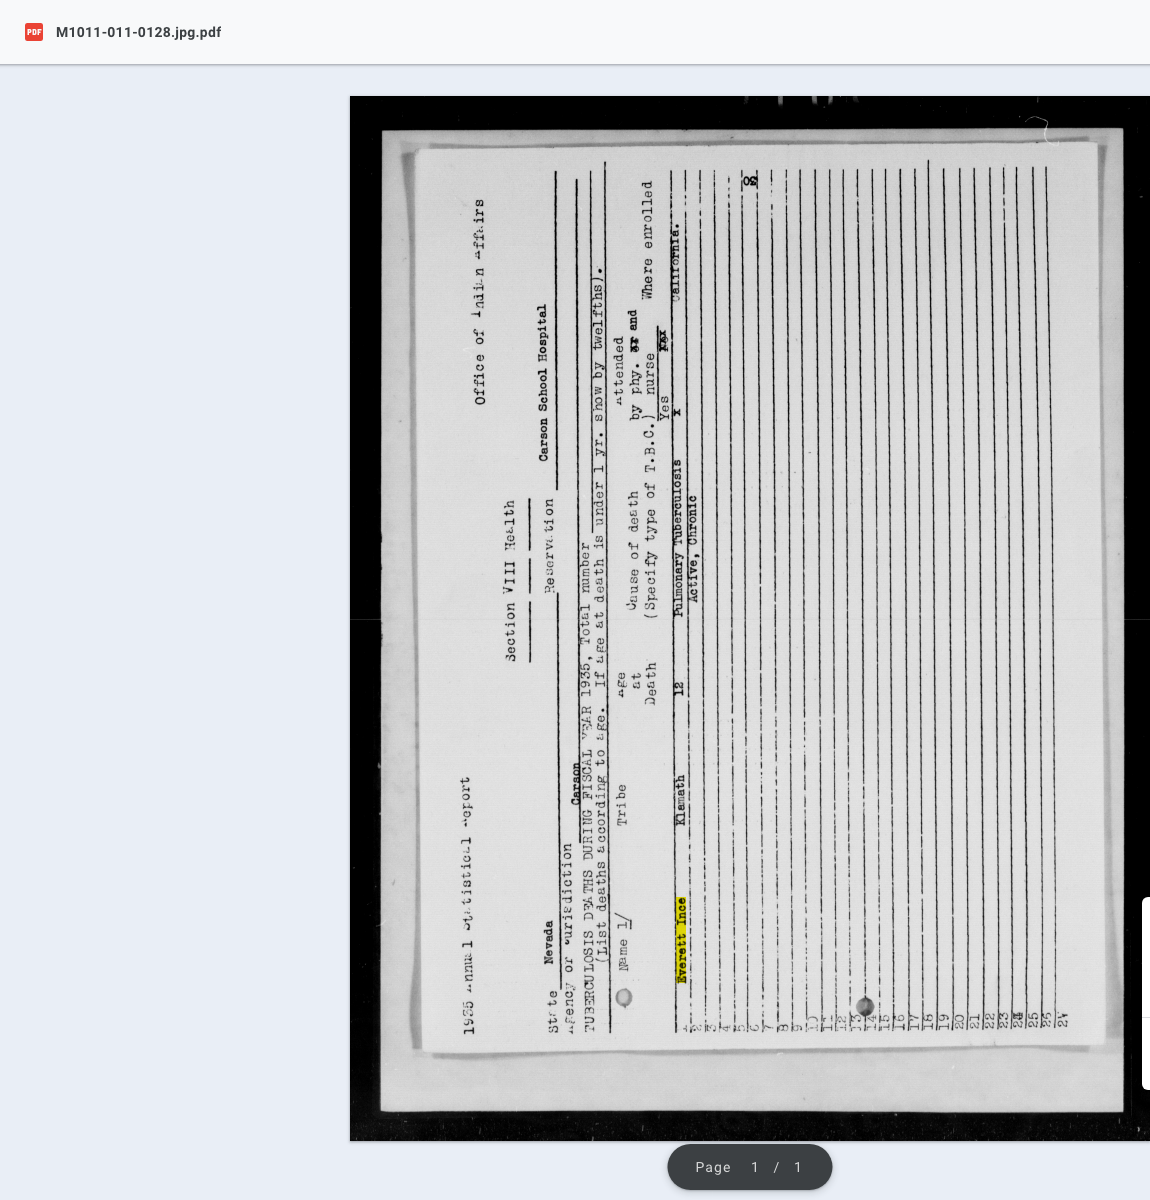 M1011-011-0128.jpg.pdf
1935 Annual Statistical Report
Office of Indian Affairs
Section VIII Health
State Nevada Reservation Carson School Hospital
Agency or Jurisdiction Carson
TUBERCULOSIS DEATHS DURING FISCAL YEAR 1935, Total number
(List deaths according to age. If age at death is under 1 yr. show by twelfths).
Name 1/ Tribe Age Cause of death Attended
at (Specify type of T.B.C.) by phy. or and
Death nurse Where enrolled
Yes
1 Everett Ince Klamath 12 Pulmonary Tuberculosis x California.
2 Active, Chronic
3
4
5
6
7
8
9
10
11
12
13
14
15
16
17
18
19
20
21
22
23
24
25
26
27
Page 1 / 1